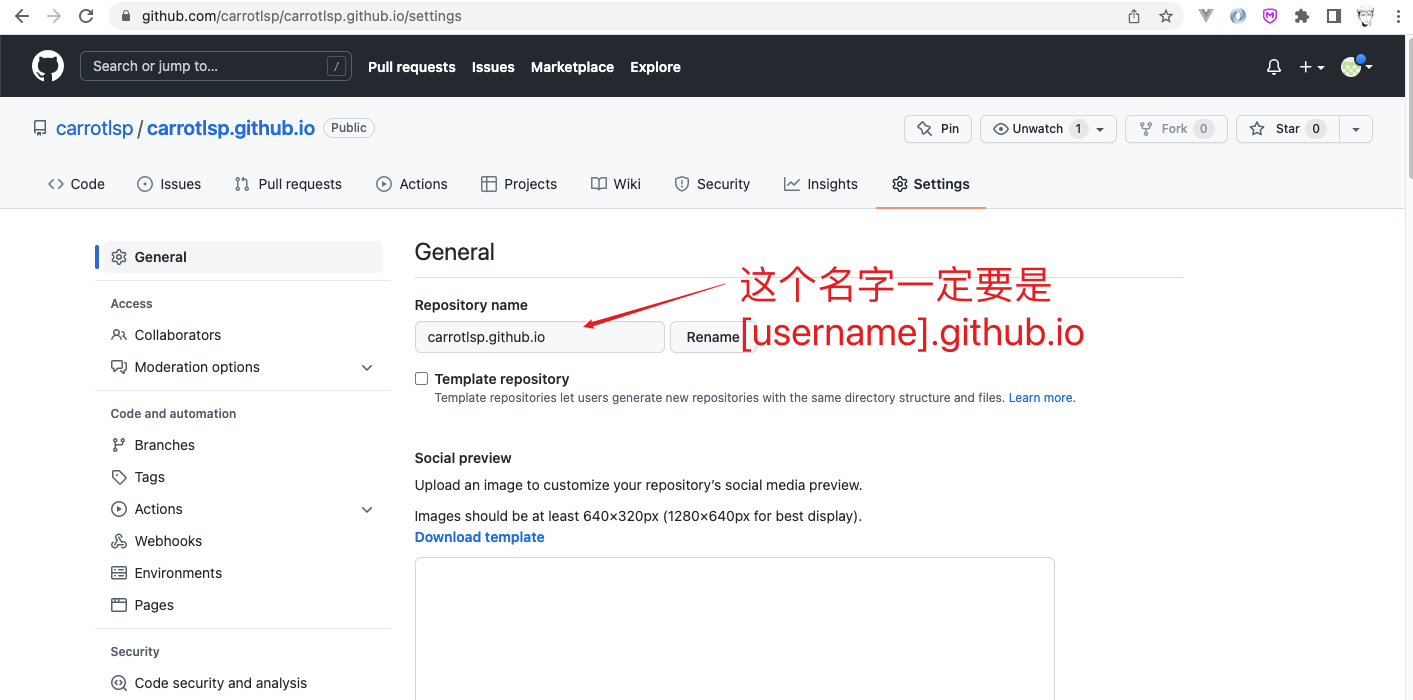 github.com/carrotlsp/carrotlsp.github.io/settings
Search or jump to... /
Pull requests Issues Marketplace Explore
carrotlsp / carrotlsp.github.io Public
Pin Unwatch 1 Fork 0 Star 0
Code Issues Pull requests Actions Projects Wiki Security Insights Settings
General
Access
Collaborators
Moderation options
Code and automation
Branches
Tags
Actions
Webhooks
Environments
Pages
Security
Code security and analysis
General
Repository name
carrotlsp.github.io Rename
这个名字一定要是
[username].github.io
Template repository
Template repositories let users generate new repositories with the same directory structure and files. Learn more.
Social preview
Upload an image to customize your repository’s social media preview.
Images should be at least 640×320px (1280×640px for best display).
Download template